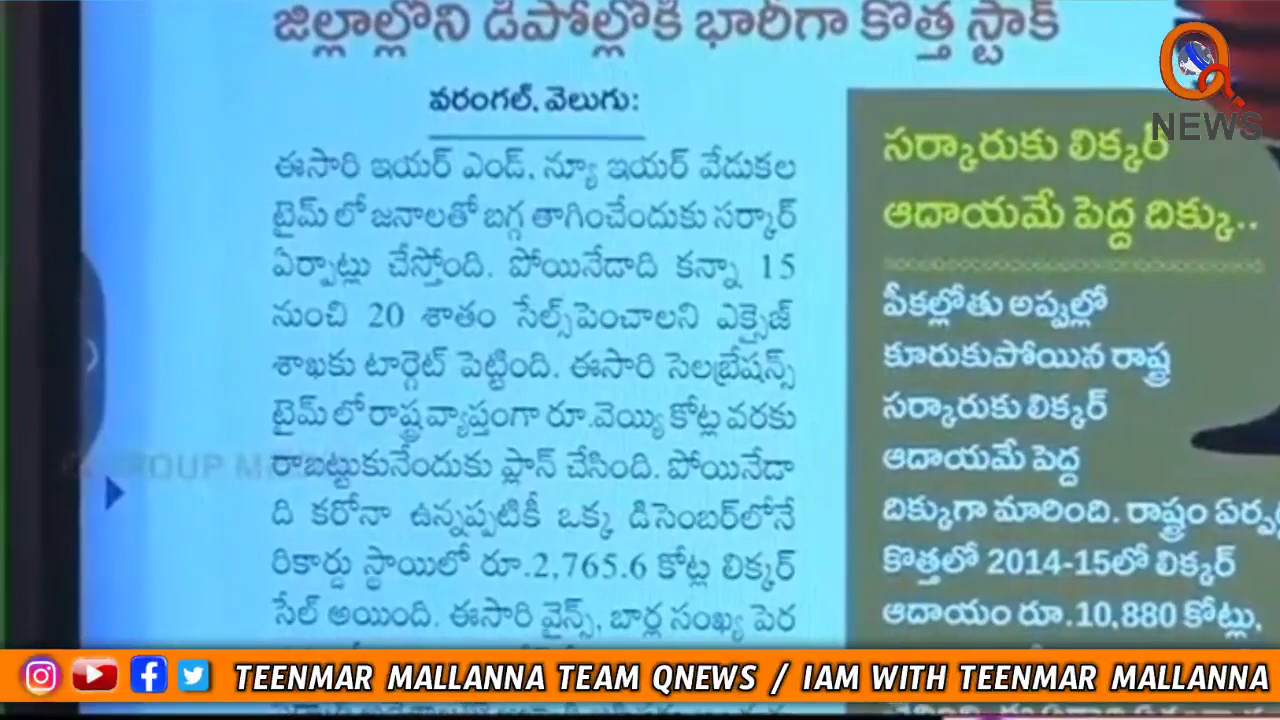 జిల్లాల్లోని డిపోల్లోకి భారీగా కొత్త స్టాక్
వరంగల్, వెలుగు:
ఈసారి ఇయర్ ఎండ్, న్యూ ఇయర్ వేడుకల
టైమ్ లో జనాలతో బగ్గ తాగించేందుకు సర్కార్
ఏర్పాట్లు చేస్తోంది. పోయినేడాది కన్నా 15
నుంచి 20 శాతం సేల్స్‌పెంచాలని ఎక్సైజ్
శాఖకు టార్గెట్ పెట్టింది. ఈసారి సెలబ్రేషన్స్
టైమ్ లో రాష్ట్రవ్యాప్తంగా రూ.వెయ్యి కోట్ల వరకు
రాబట్టుకునేందుకు ప్లాన్ చేసింది. పోయినేడా
ది కరోనా ఉన్నప్పటికీ ఒక్క డిసెంబర్‌లోనే
రికార్డు స్థాయిలో రూ.2,765.6 కోట్ల లిక్కర్
సేల్ అయింది. ఈసారి వైన్స్, బార్ల సంఖ్య పెర
సర్కారుకు లిక్కర్
ఆదాయమే పెద్ద దిక్కు..
పీకల్లోతు అప్పుల్లో
కూరుకుపోయిన రాష్ట్ర
సర్కారుకు లిక్కర్
ఆదాయమే పెద్ద
దిక్కుగా మారింది. రాష్ట్రం
కొత్తలో 2014-15లో లిక్కర్
ఆదాయం రూ.10,880 కోట్లు,
Q
NEWS
TEENMAR MALLANNA TEAM QNEWS / IAM WITH TEENMAR MALLANNA